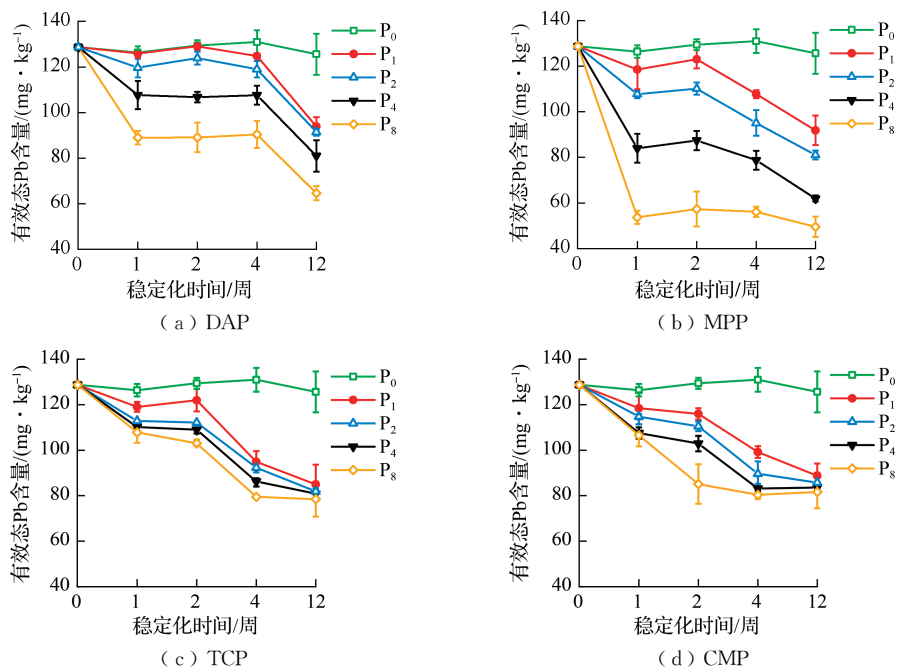 140
120
100
80
60
40
有效态Pb含量/(mg·kg⁻¹)
0 1 2 4 12
稳定化时间/周
P₀
P₁
P₂
P₄
P₈
（a）DAP
140
120
100
80
60
40
有效态Pb含量/(mg·kg⁻¹)
0 1 2 4 12
稳定化时间/周
P₀
P₁
P₂
P₄
P₈
（b）MPP
140
120
100
80
60
40
有效态Pb含量/(mg·kg⁻¹)
0 1 2 4 12
稳定化时间/周
P₀
P₁
P₂
P₄
P₈
（c）TCP
140
120
100
80
60
40
有效态Pb含量/(mg·kg⁻¹)
0 1 2 4 12
稳定化时间/周
P₀
P₁
P₂
P₄
P₈
（d）CMP